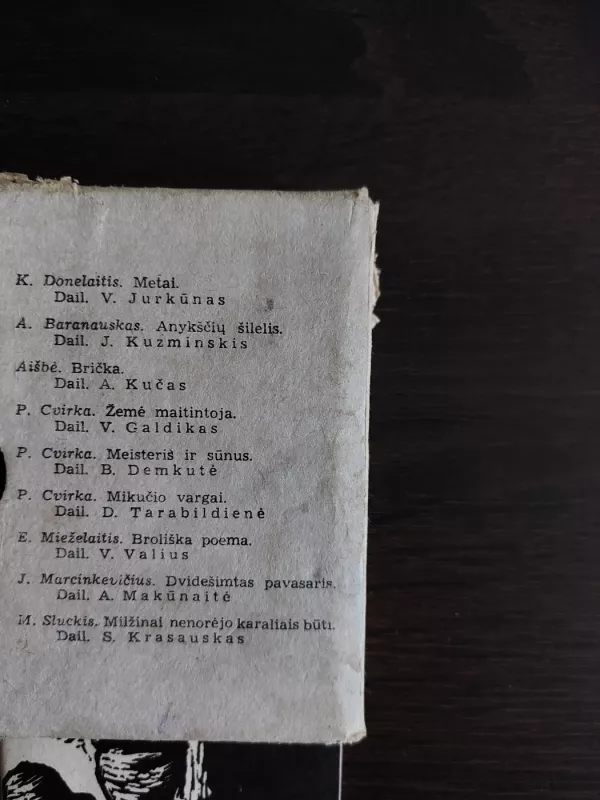 K. Donelaitis. Metai.
Dail. V. Jurkūnas
A. Baranauskas. Anykščių šilelis.
Dail. J. Kuzminskis
Aišbė. Brička.
Dail. A. Kučas
P. Cvirka. Žemė maitintoja.
Dail. V. Galdikas
P. Cvirka. Meisteris ir sūnus.
Dail. B. Demkutė
P. Cvirka. Mikučio vargai.
Dail. D. Tarabildienė
E. Mieželaitis. Broliška poema.
Dail. V. Valius
J. Marcinkevičius. Dvidešimtas pavasaris.
Dail. A. Makūnaitė
M. Sluckis. Milžinai nenorėjo karaliais būti.
Dail. S. Krasauskas